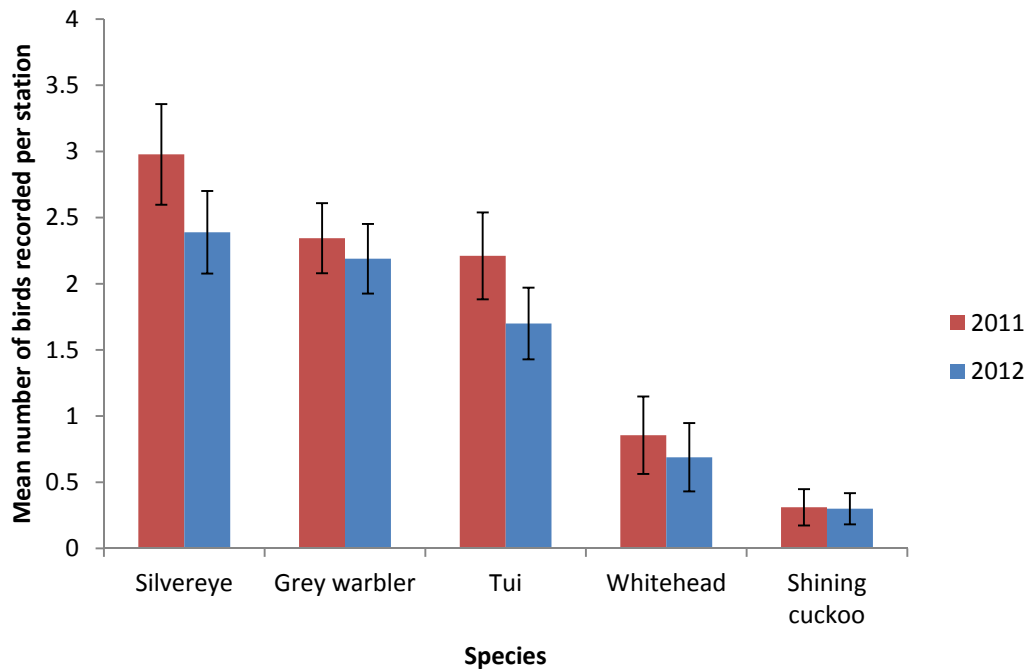 Mean number of birds recorded per station
4
3.5
3
2.5
2
1.5
1
0.5
0
Silvereye
Grey warbler
Tui
Whitehead
Shining
cuckoo
Species
2011
2012